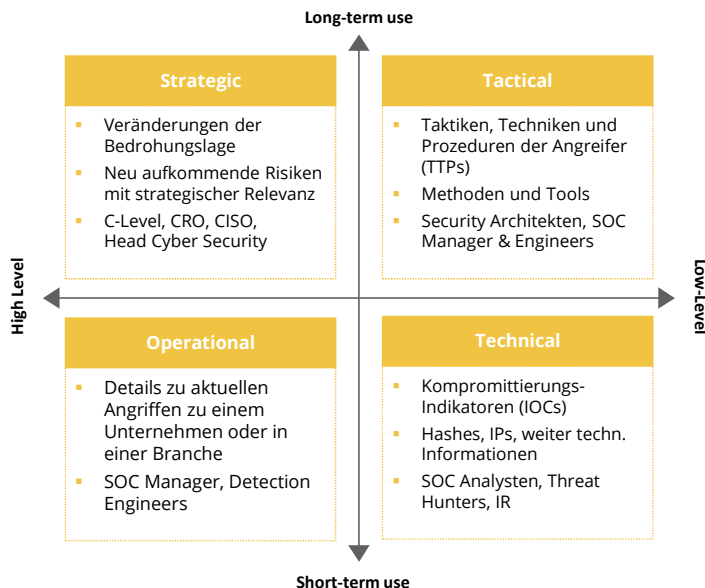 Long-term use
Strategic
▪ Veränderungen der
Bedrohungslage
▪ Neu aufkommende Risiken
mit strategischer Relevanz
▪ C-Level, CRO, CISO,
Head Cyber Security
Tactical
▪ Taktiken, Techniken und
Prozeduren der Angreifer
(TTPs)
▪ Methoden und Tools
▪ Security Architekten, SOC
Manager & Engineers
High Level
Low-Level
Operational
▪ Details zu aktuellen
Angriffen zu einem
Unternehmen oder in
einer Branche
▪ SOC Manager, Detection
Engineers
Technical
▪ Kompromittierungs-
Indikatoren (IOCs)
▪ Hashes, IPs, weiter techn.
Informationen
▪ SOC Analysten, Threat
Hunters, IR
Short-term use